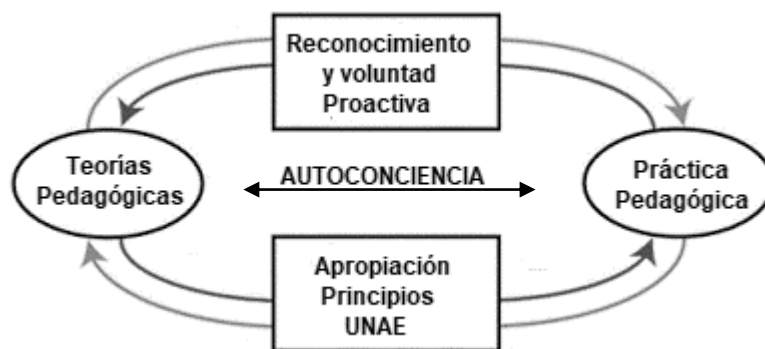 Reconocimiento
y voluntad
Proactiva
Teorías
Pedagógicas
AUTOCONCIENCIA
Práctica
Pedagógica
Apropiación
Principios
UNAE